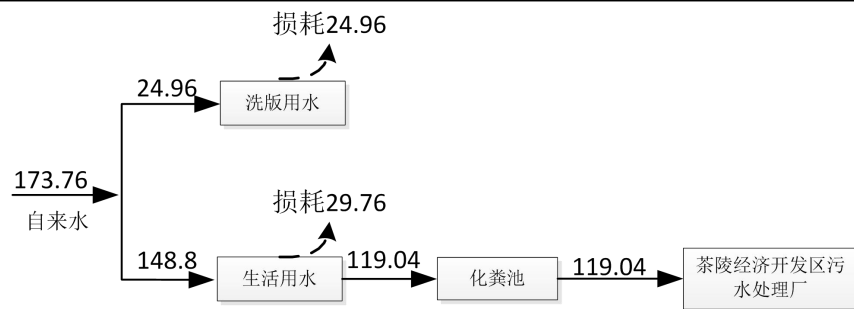 损耗24.96
24.96
洗版用水
173.76
自来水
损耗29.76
148.8
生活用水
119.04
化粪池
119.04
茶陵经济开发区污
水处理厂